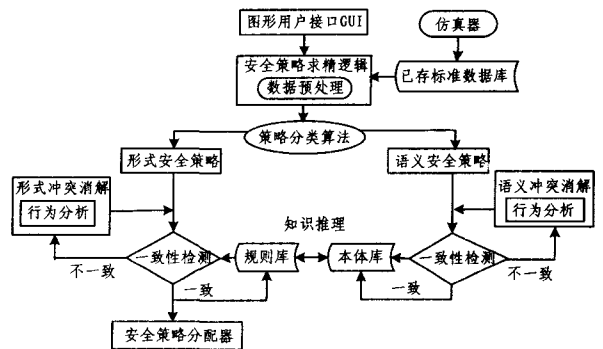 图形用户接口GUI
仿真器
安全策略求精逻辑
数据预处理
已存标准数据库
策略分类算法
形式安全策略
语义安全策略
形式冲突消解
行为分析
语义冲突消解
行为分析
知识推理
一致性检测
规则库
本体库
一致性检测
不一致
一致
一致
不一致
安全策略分配器